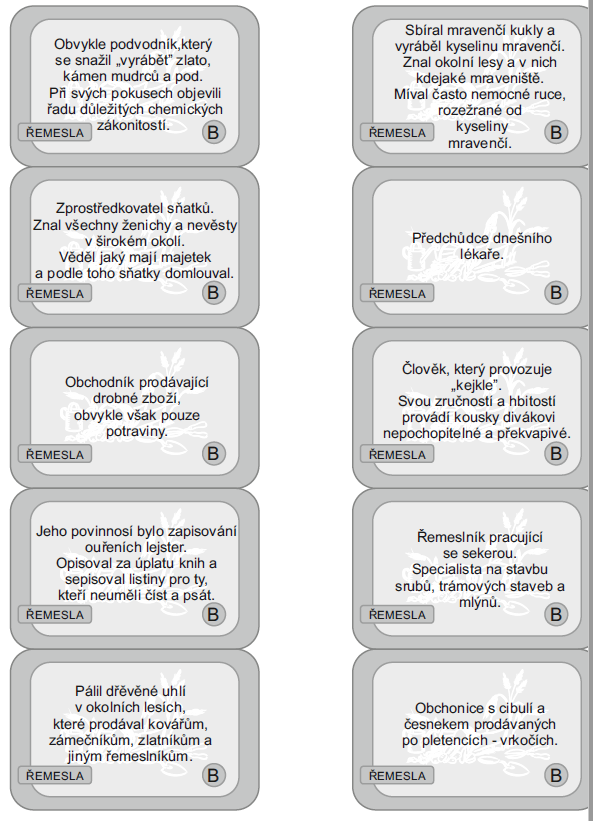 Obvykle podvodník,který
se snažil „vyrábět" zlato,
kámen mudrců a pod.
Při svých pokusech objevili
řadu důležitých chemických
zákonitostí.
ŘEMESLA
B
Sbíral mravenčí kukly a
vyráběl kyselinu mravenčí.
Znal okolní lesy a v nich
kdejaké mraveniště.
Míval často nemocné ruce,
rozežrané od
kyseliny
mravenčí.
ŘEMESLA
B
Zprostředkovatel sňatků.
Znal všechny ženichy a nevěsty
v širokém okolí.
Věděl jaký mají majetek
a podle toho sňatky domlouval.
ŘEMESLA
B
Předchůdce dnešního
lékaře.
ŘEMESLA
B
Obchodník prodávající
drobné zboží,
obvykle však pouze
potraviny.
ŘEMESLA
B
Člověk, který provozuje
„kejkle".
Svou zručností a hbitostí
provádí kousky divákovi
nepochopitelné a překvapivé.
ŘEMESLA
B
Jeho povinnosí bylo zapisování
ouřeních lejster.
Opisoval za úplatu knih a
sepisoval listiny pro ty,
kteří neuměli číst a psát.
ŘEMESLA
B
Řemeslník pracující
se sekerou.
Specialista na stavbu
srubů, trámových staveb a
mlýnů.
ŘEMESLA
B
Pálil dřěvěné uhlí
v okolních lesích,
které prodával kovářům,
zámečníkům, zlatníkům a
jiným řemeslníkům.
ŘEMESLA
B
Obchonice s cibulí a
česnekem prodávaných
po pletencích - vrkočích.
ŘEMESLA
B